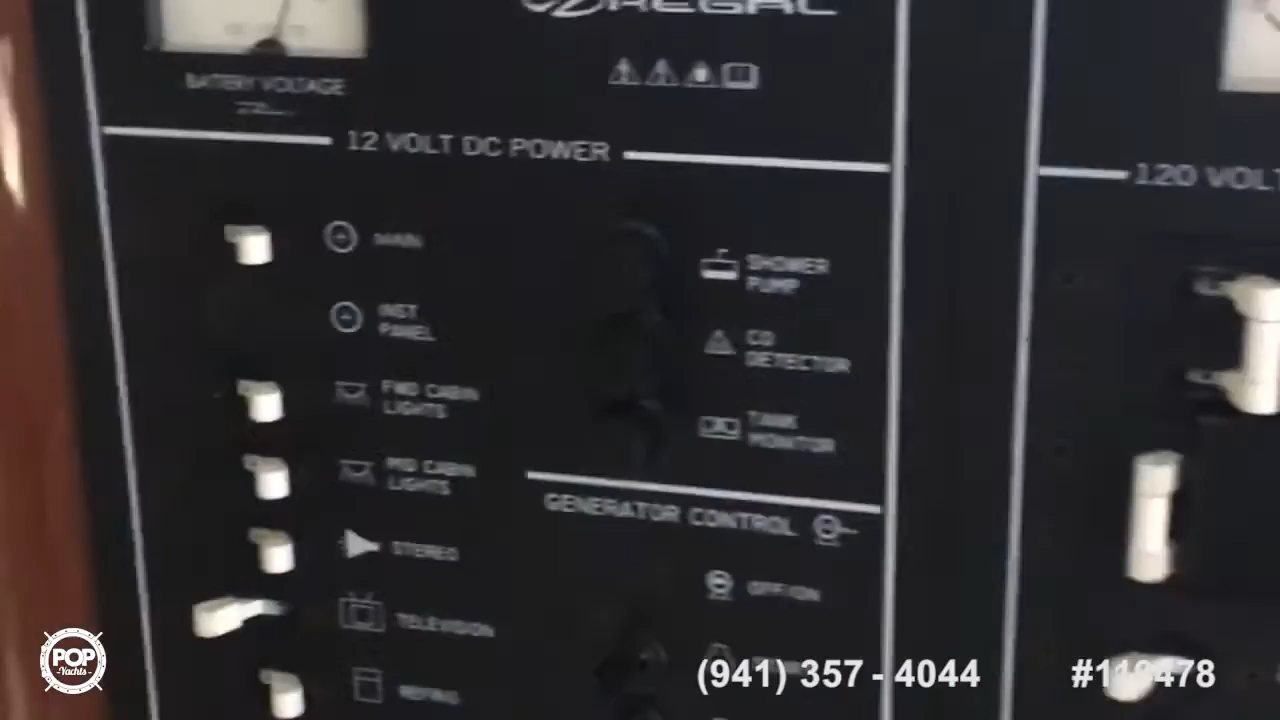 REGAL
BATTERY VOLTAGE
12 VOLT DC POWER
120 VOLT
MAIN
INST
PANEL
FWD CABIN
LIGHTS
MID CABIN
LIGHTS
STEREO
TELEVISION
REFRIG
SHOWER
PUMP
CO
DETECTOR
TANK
MONITOR
GENERATOR CONTROL
OFF/ON
POP
-Yachts-
(941) 357 - 4044